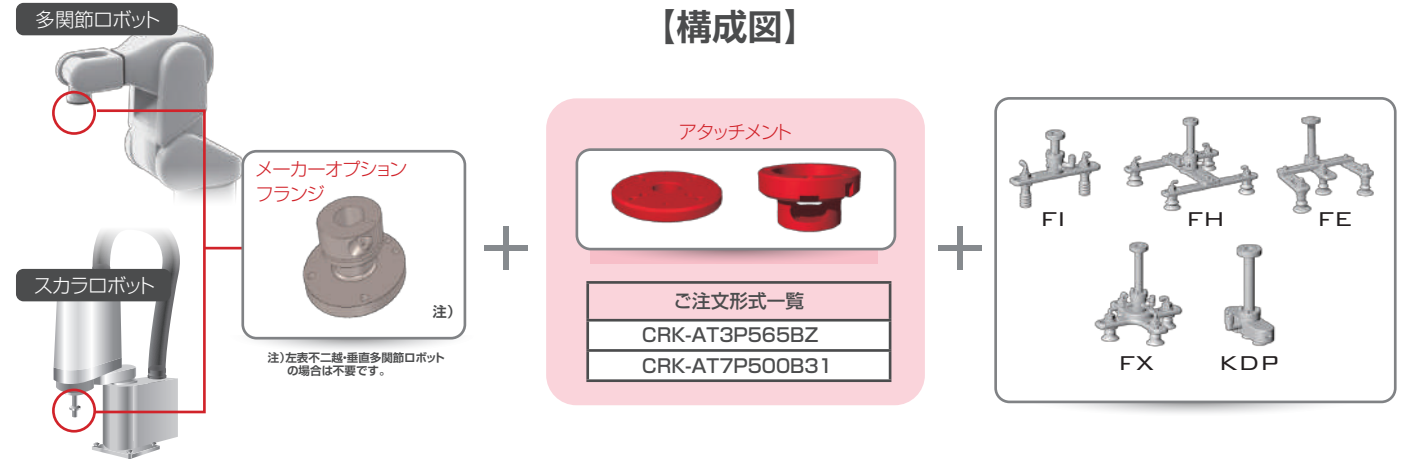 【構成図】
多関節ロボット
スカラロボット
メーカーオプション
フランジ
注）
注）左表不二越・垂直多関節ロボット
の場合は不要です。
アタッチメント
ご注文形式一覧
CRK-AT3P565BZ
CRK-AT7P500B31
FI
FH
FE
FX
KDP